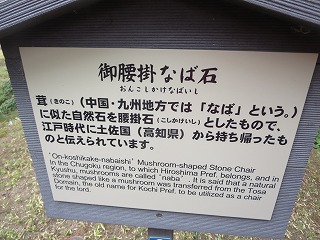 御腰掛なば石
おんこしかけなばいし
茸（きのこ）（中国・九州地方では「なば」という。）
に似た自然石を腰掛石（こしかけいし）としたもので、
江戸時代に土佐国（高知県）から持ち帰ったもの
と伝えられています。
'On-koshikake-nabaishi' Mushroom-shaped Stone Chair
In the Chugoku region, to which Hiroshima Pref. belongs, and in
Kyushu, mushrooms are called 'naba'. It is said that a natural
stone shaped like a mushroom was transferred from the Tosa
Domain, the old name for Kochi Pref. to be utilized as a chair
for the lord.